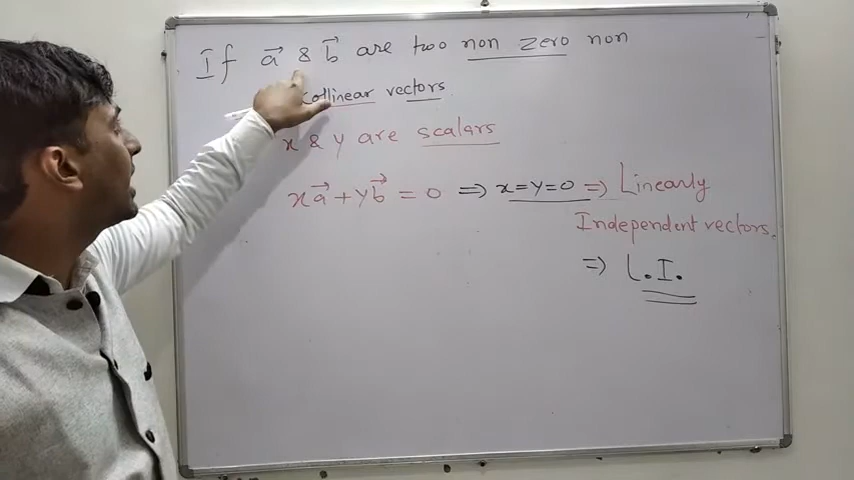 If a⃗ & b⃗ are two non zero non
collinear vectors
x & y are scalars
xa⃗ + yb⃗ = 0 ⇒ x=y=0 ⇒ Linearly
Independent vectors.
⇒ L.I.